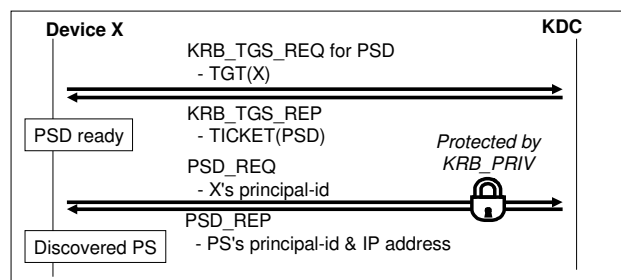 Device X
KDC
KRB_TGS_REQ for PSD
- TGT(X)
KRB_TGS_REP
- TICKET(PSD)
PSD ready
Protected by
KRB_PRIV
PSD_REQ
- X's principal-id
PSD_REP
- PS's principal-id & IP address
Discovered PS